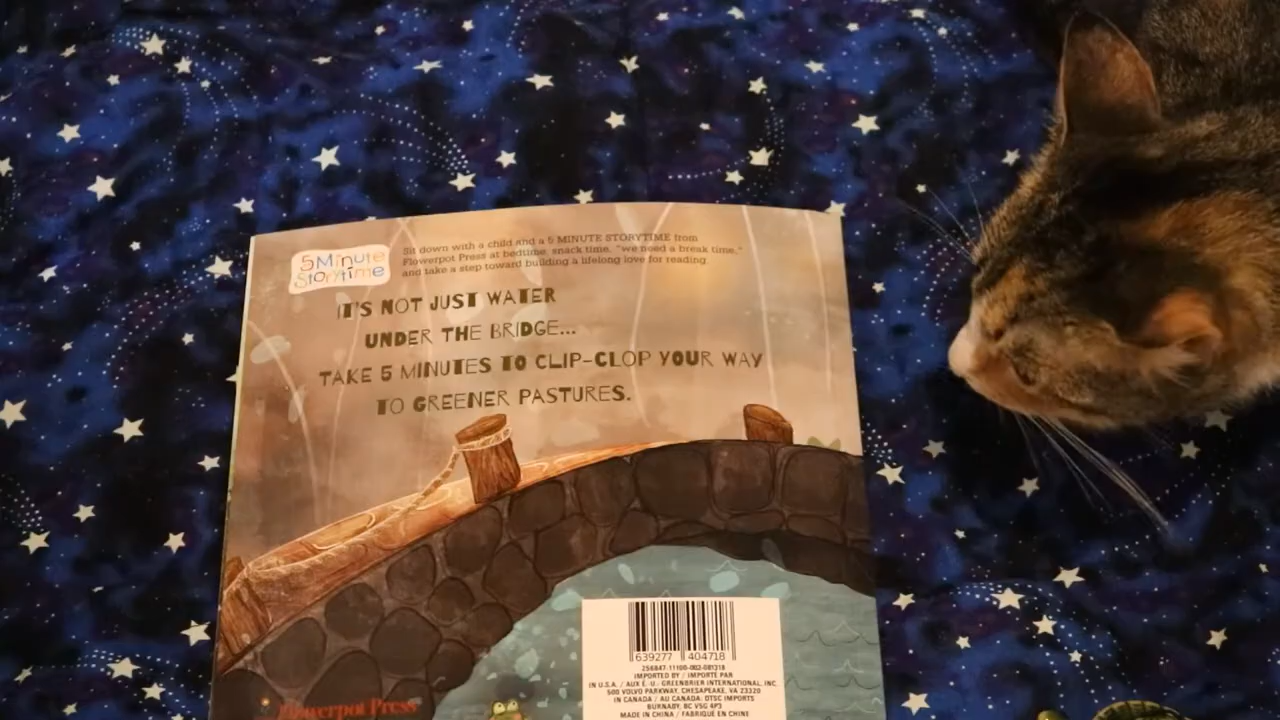 5 Minute
Storytime
Sit down with a child and a 5 MINUTE STORYTIME from
Flowerpot Press at bedtime, snack time, "we need a break time,"
and take a step toward building a lifelong love for reading.
IT'S NOT JUST WATER
UNDER THE BRIDGE...
TAKE 5 MINUTES TO CLIP-CLOP YOUR WAY
TO GREENER PASTURES.
639277 404718
256847-11100-002-081318
IMPORTED BY / IMPORTÉ PAR
IN U.S.A. / AUX É.-U.: GREENBRIER INTERNATIONAL, INC.
500 VOLVO PARKWAY, CHESAPEAKE, VA 23320
IN CANADA / AU CANADA: DTSC IMPORTS
BURNABY, BC V5G 4P3
MADE IN CHINA / FABRIQUÉ EN CHINE
Flowerpot Press